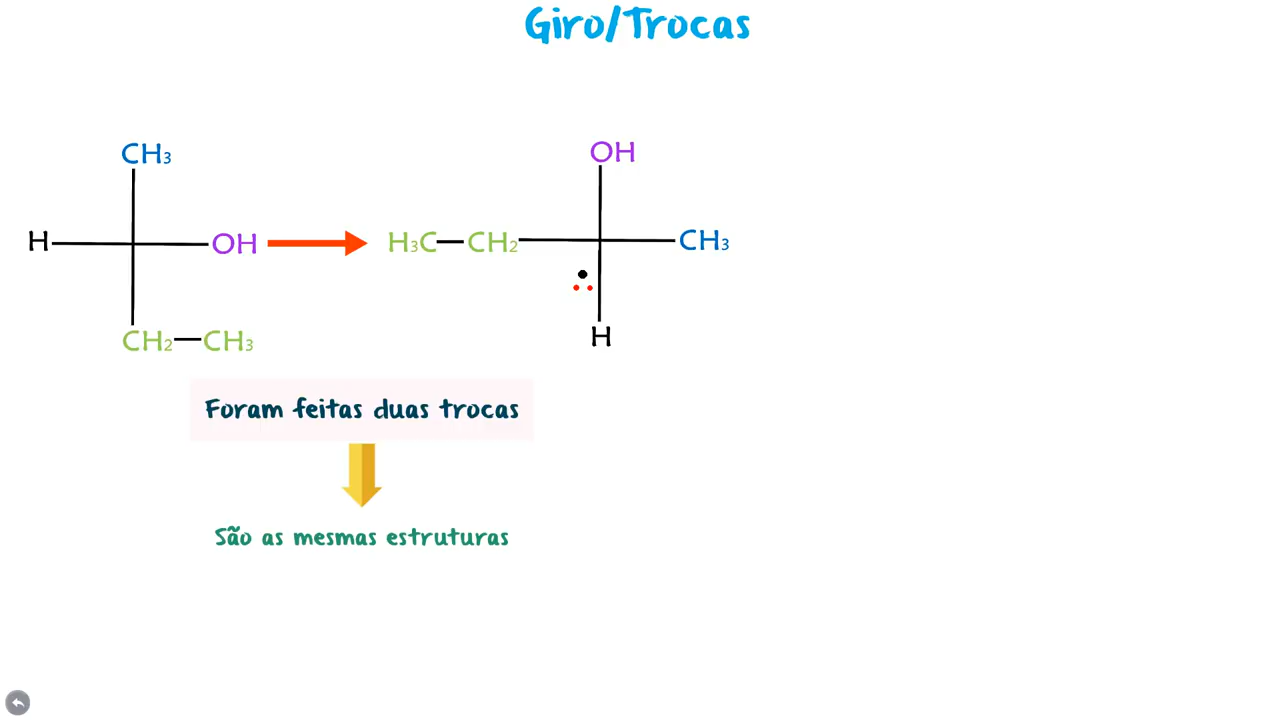 Giro/Trocas
CH₃
OH
H
OH
H₃C—CH₂
CH₃
CH₂—CH₃
H
Foram feitas duas trocas
São as mesmas estruturas